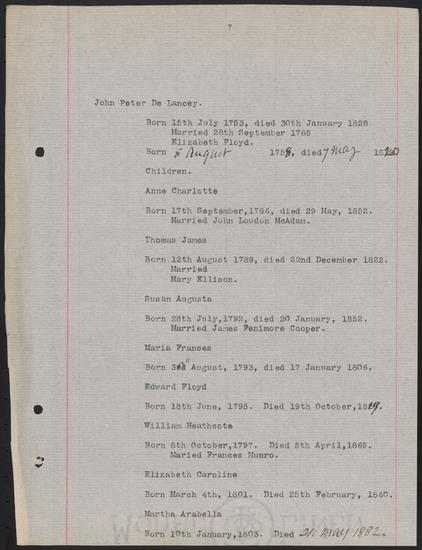 7
John Peter De Lancey.
Born 15th July 1753, died 30th January 1828
Married 28th September 1785
Elizabeth Floyd.
Born 5 August 1758, died 7 May 1820
Children.
Anne Charlotte
Born 17th September,1786, died 29 May, 1852.
Married John Loudon McAdam.
Thomas James
Born 12th August 1789, died 22nd December 1822.
Married
Mary Ellison.
Susan Augusta
Born 28th July,1792, died 20 January, 1852.
Married James Fenimore Cooper.
Maria Frances
Born 3 August, 1793, died 17 January 1806.
Edward Floyd
Born 18th June, 1795. Died 19th October,1819.
William Heathcote
Born 8th October,1797. Died 5th April,1865.
Maried Frances Munro.
Elizabeth Caroline
Born March 4th, 1801. Died 25th February, 1860.
Martha Arabella
Born 10th January,1803. Died 21. May 1882.